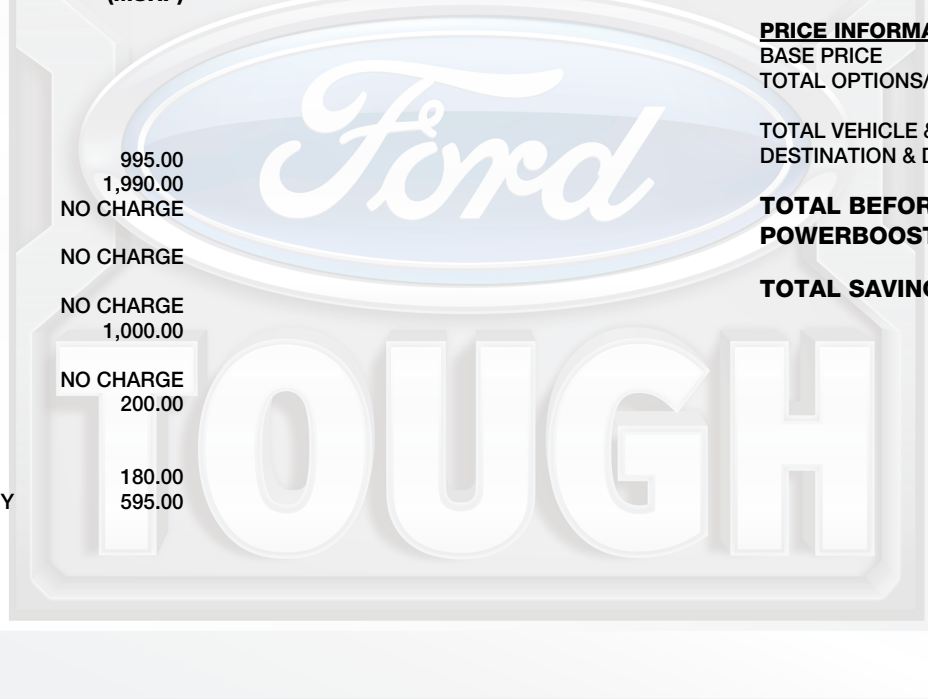 995.00
1,990.00
NO CHARGE
NO CHARGE
NO CHARGE
1,000.00
NO CHARGE
200.00
180.00
Y 595.00
Ford
TOUGH
PRICE INFORMA
BASE PRICE
TOTAL OPTIONS/
TOTAL VEHICLE &
DESTINATION & D
TOTAL BEFOR
POWERBOOST
TOTAL SAVING